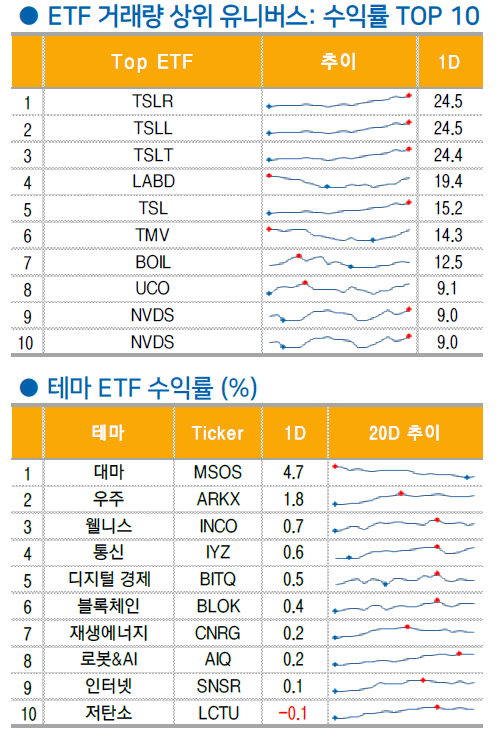 ● ETF 거래량 상위 유니버스: 수익률 TOP 10
Top ETF 추이 1D
1 TSLR 24.5
2 TSLL 24.5
3 TSLT 24.4
4 LABD 19.4
5 TSL 15.2
6 TMV 14.3
7 BOIL 12.5
8 UCO 9.1
9 NVDS 9.0
10 NVDS 9.0
● 테마 ETF 수익률 (%)
테마 Ticker 1D 20D 추이
1 대마 MSOS 4.7
2 우주 ARKX 1.8
3 웰니스 INCO 0.7
4 통신 IYZ 0.6
5 디지털 경제 BITQ 0.5
6 블록체인 BLOK 0.4
7 재생에너지 CNRG 0.2
8 로봇&AI AIQ 0.2
9 인터넷 SNSR 0.1
10 저탄소 LCTU -0.1